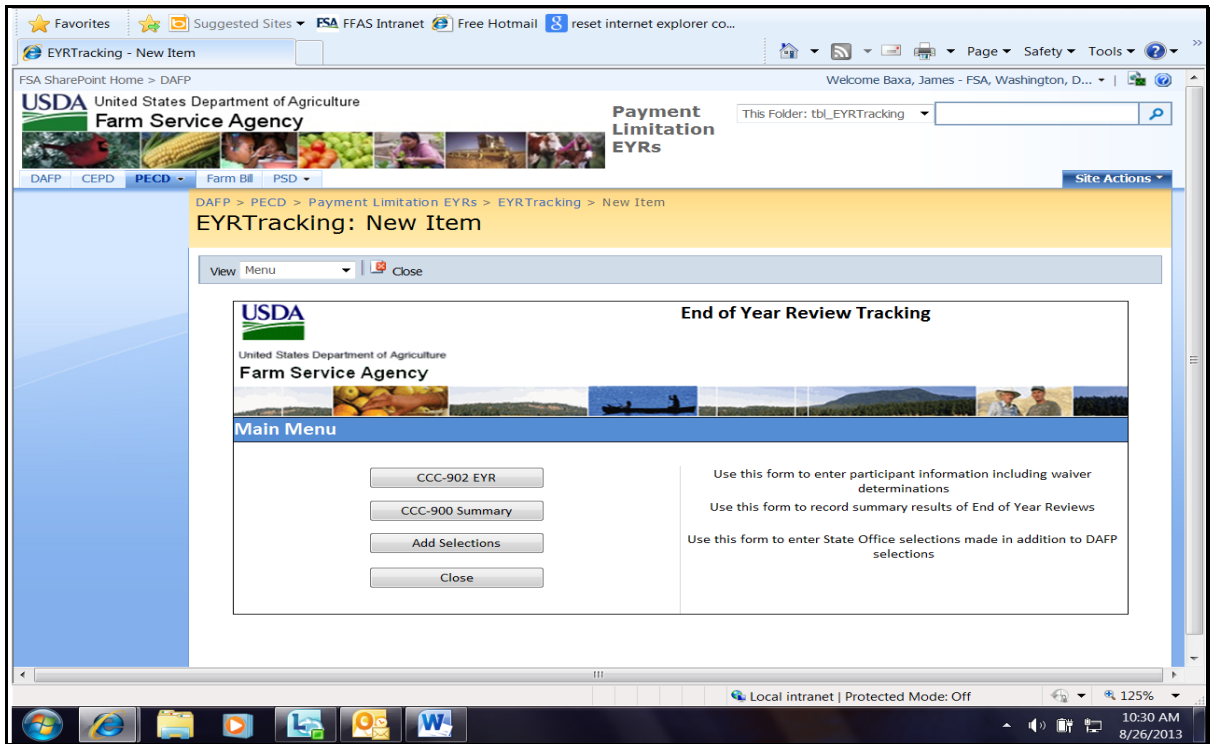 Favorites Suggested Sites FSA FFAS Intranet Free Hotmail 8 reset internet explorer co...
EYRTracking - New Item Page Safety Tools »
FSA SharePoint Home > DAFP Welcome Baxa, James - FSA, Washington, D...
USDA United States Department of Agriculture
Farm Service Agency
Payment
Limitation
EYRs
This Folder: tbl_EYRTracking
DAFP CEPD PECD Farm Bill PSD Site Actions
DAFP > PECD > Payment Limitation EYRs > EYRTracking > New Item
EYRTracking: New Item
View Menu Close
USDA
End of Year Review Tracking
United States Department of Agriculture
Farm Service Agency
Main Menu
CCC-902 EYR
Use this form to enter participant information including waiver
determinations
CCC-900 Summary
Use this form to record summary results of End of Year Reviews
Add Selections
Use this form to enter State Office selections made in addition to DAFP
selections
Close
Local intranet | Protected Mode: Off 125%
10:30 AM
8/26/2013